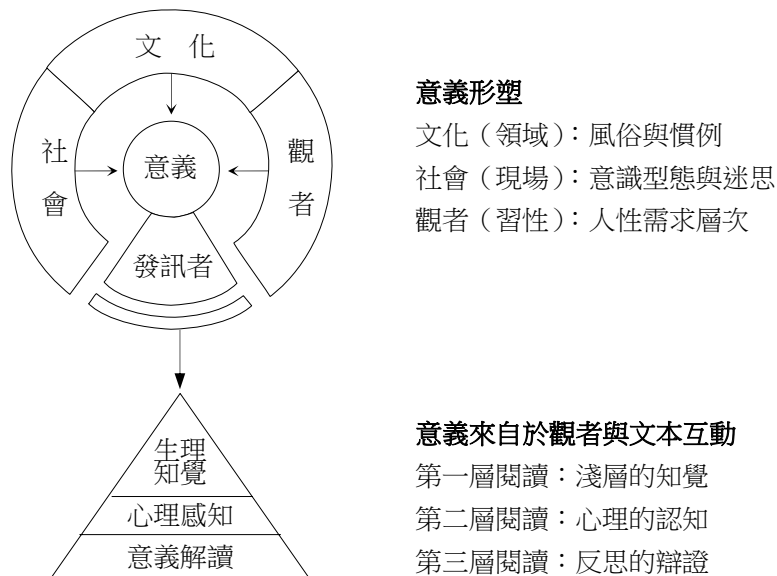 文 化
社
會
意義
觀
者
發訊者
意義形塑
文化（領域）：風俗與慣例
社會（現場）：意識型態與迷思
觀者（習性）：人性需求層次
生理
知覺
心理感知
意義解讀
意義來自於觀者與文本互動
第一層閱讀：淺層的知覺
第二層閱讀：心理的認知
第三層閱讀：反思的辯證